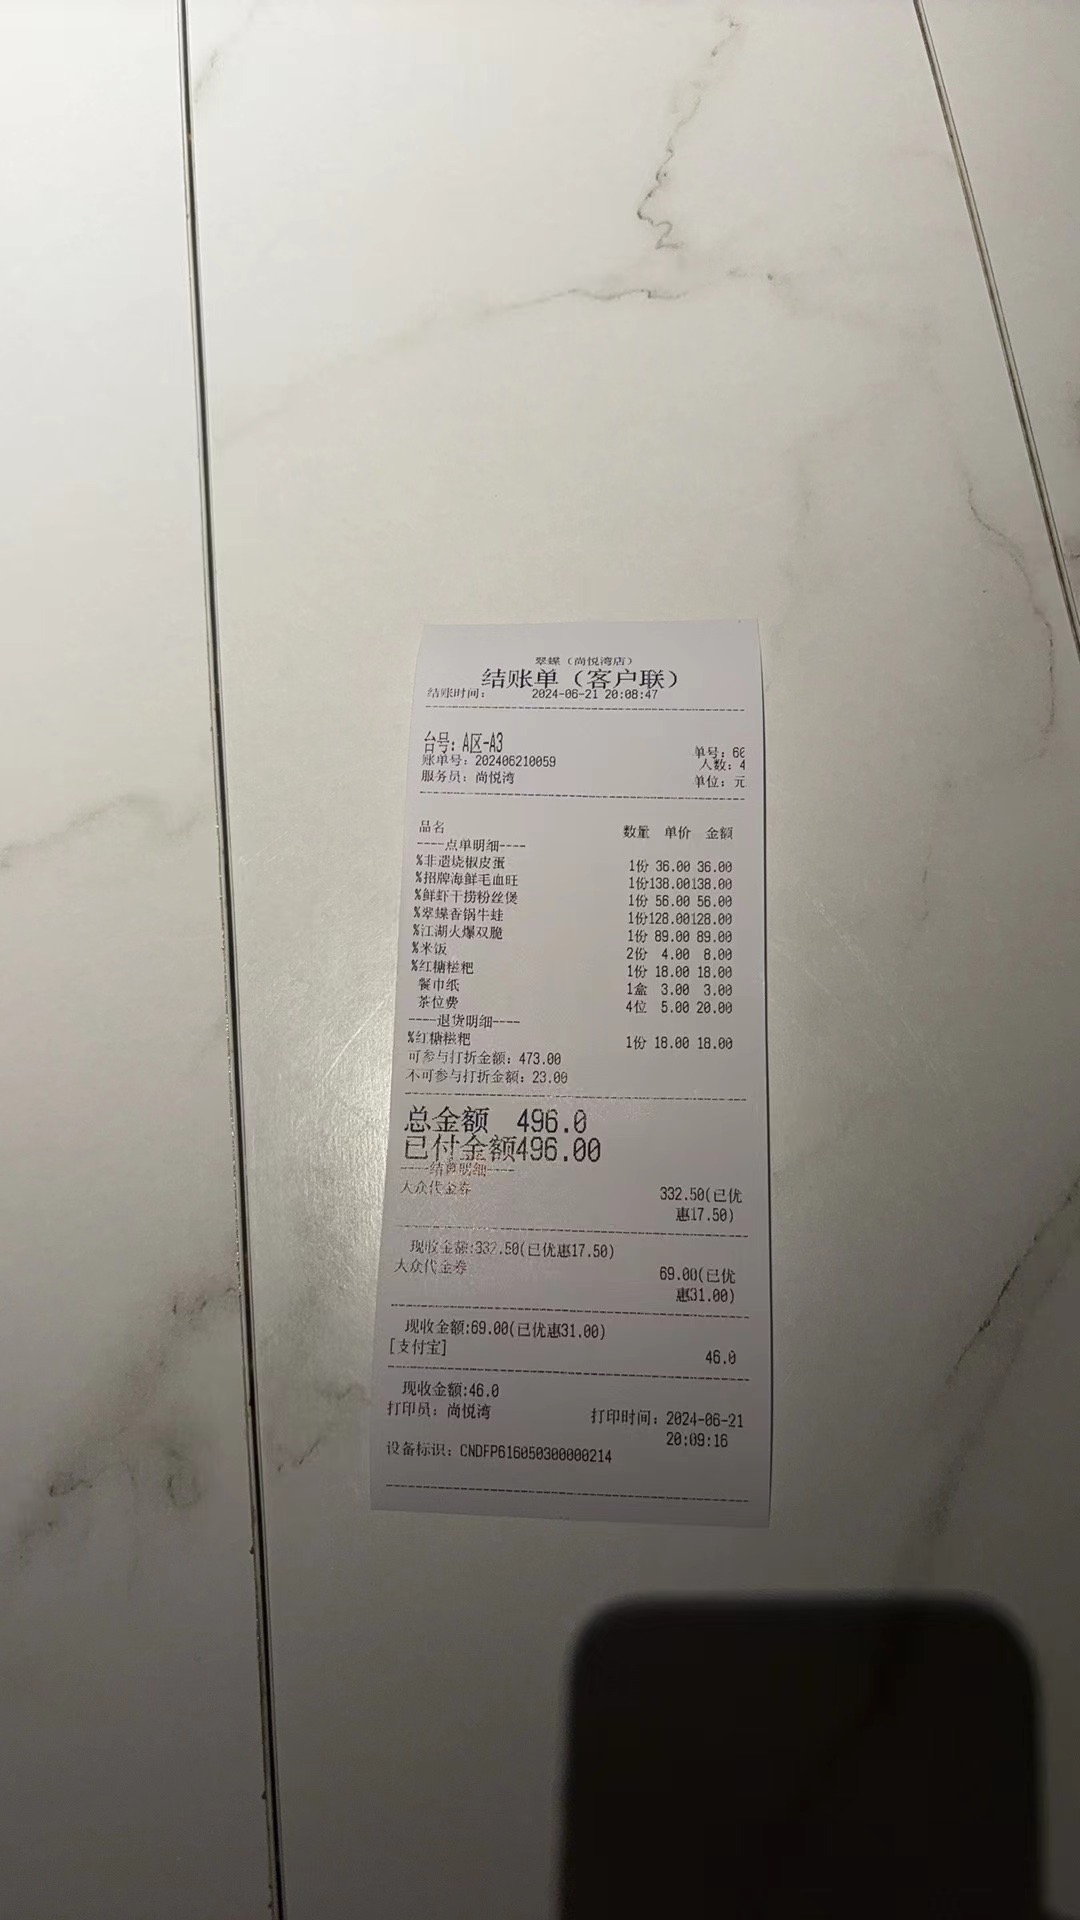 翠蝶（尚悦湾店）
结账单（客户联）
结账时间： 2024-06-21 20:08:47
台号：A区-A3
单号：66
账单号：202406210059
人数：4
服务员：尚悦湾
单位：元
品名 数量 单价 金额
----点单明细----
%非遗烧椒皮蛋 1份 36.00 36.00
%招牌海鲜毛血旺 1份138.00138.00
%鲜虾干捞粉丝煲 1份 56.00 56.00
%翠蝶香锅牛蛙 1份128.00128.00
%江湖火爆双脆 1份 89.00 89.00
%米饭 2份 4.00 8.00
%红糖糍粑 1份 18.00 18.00
餐巾纸 1盒 3.00 3.00
茶位费 4位 5.00 20.00
----退货明细----
%红糖糍粑 1份 18.00 18.00
可参与打折金额：473.00
不可参与打折金额：23.00
总金额 496.0
已付金额496.00
----结算明细----
大众代金券 332.50(已优
惠17.50)
现收金额:332.50(已优惠17.50)
大众代金券 69.00(已优
惠31.00)
现收金额:69.00(已优惠31.00)
[支付宝] 46.0
现收金额:46.0
打印员：尚悦湾 打印时间：2024-06-21
20:09:16
设备标识：CNDFP616050300000214